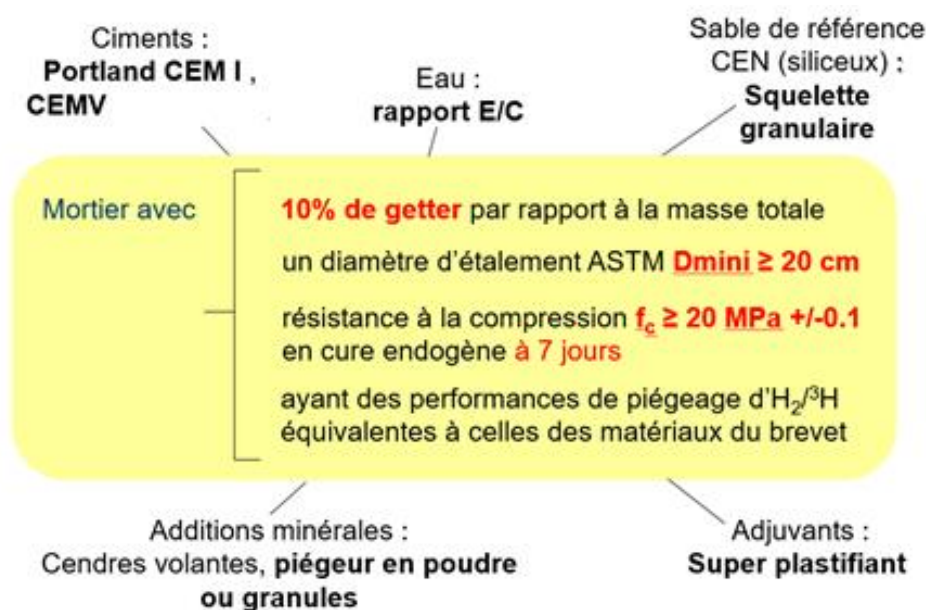 Ciments :
Portland CEM I ,
CEMV
Eau :
rapport E/C
Sable de référence
CEN (siliceux) :
Squelette
granulaire
Mortier avec
10% de getter par rapport à la masse totale
un diamètre d'étalement ASTM Dmini ≥ 20 cm
résistance à la compression fc ≥ 20 MPa +/-0.1
en cure endogène à 7 jours
ayant des performances de piégeage d'H₂/³H
équivalentes à celles des matériaux du brevet
Additions minérales :
Cendres volantes, piégeur en poudre
ou granules
Adjuvants :
Super plastifiant